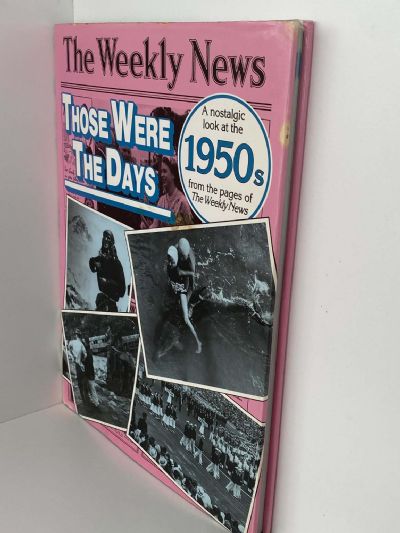 The Weekly News
THOSE WERE
THE DAYS
A nostalgic
look at the
1950s
from the pages of
The Weekly News